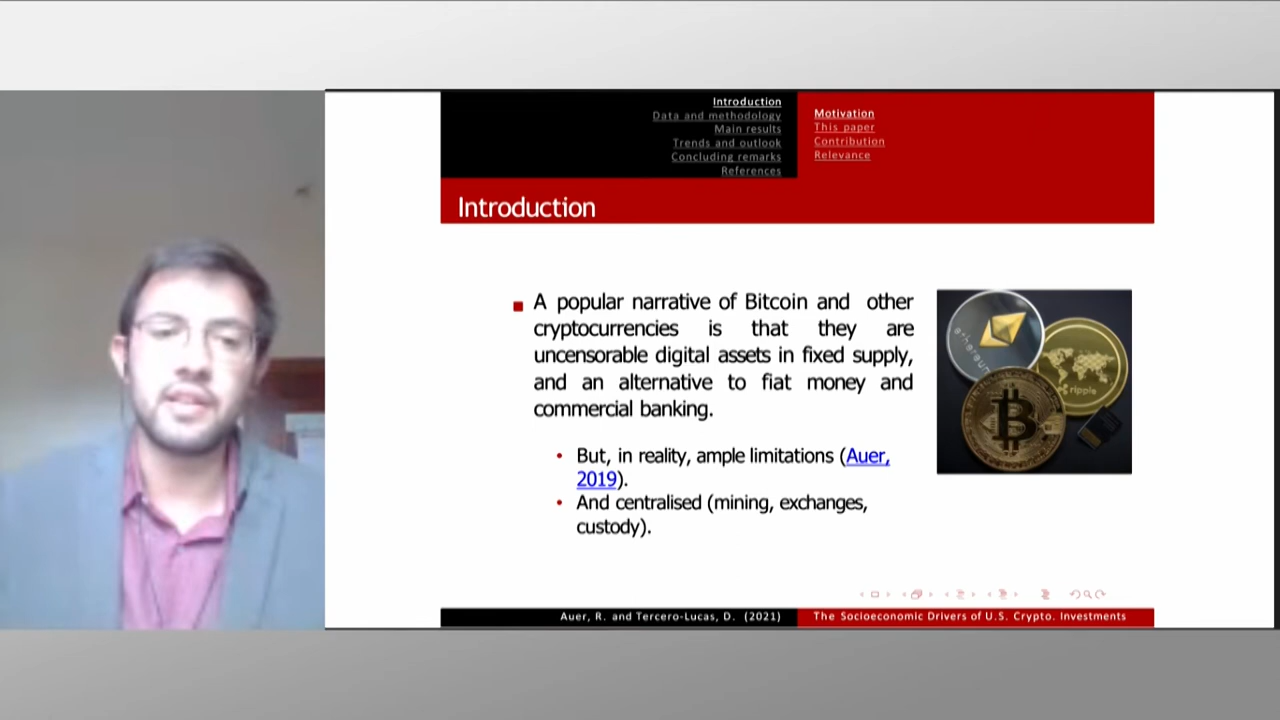 Introduction
Data and methodology
Main results
Trends and outlook
Concluding remarks
References
Motivation
This paper
Contribution
Relevance
Introduction
A popular narrative of Bitcoin and other
cryptocurrencies is that they are
uncensorable digital assets in fixed supply,
and an alternative to fiat money and
commercial banking.
But, in reality, ample limitations (Auer,
2019).
And centralised (mining, exchanges,
custody).
ethereum
ripple
Auer, R. and Tercero-Lucas, D. (2021)
The Socioeconomic Drivers of U.S. Crypto. Investments